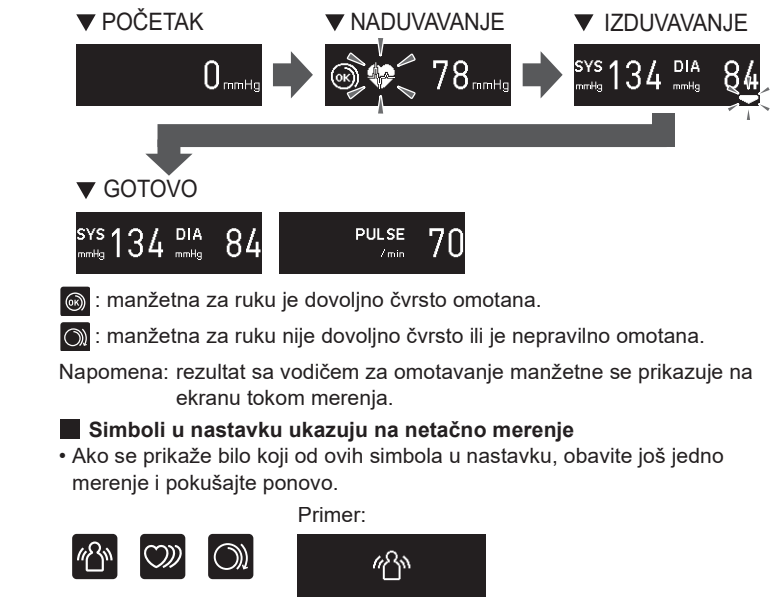 ▼ POČETAK
▼ NADUVAVANJE
▼ IZDUVAVANJE
0 mmHg
OK 78 mmHg
SYS mmHg 134 DIA mmHg 84
▼ GOTOVO
SYS mmHg 134 DIA mmHg 84
PULSE /min 70
OK : manžetna za ruku je dovoljno čvrsto omotana.
: manžetna za ruku nije dovoljno čvrsto ili je nepravilno omotana.
Napomena: rezultat sa vodičem za omotavanje manžetne se prikazuje na
ekranu tokom merenja.
■ Simboli u nastavku ukazuju na netačno merenje
• Ako se prikaže bilo koji od ovih simbola u nastavku, obavite još jedno
merenje i pokušajte ponovo.
Primer: